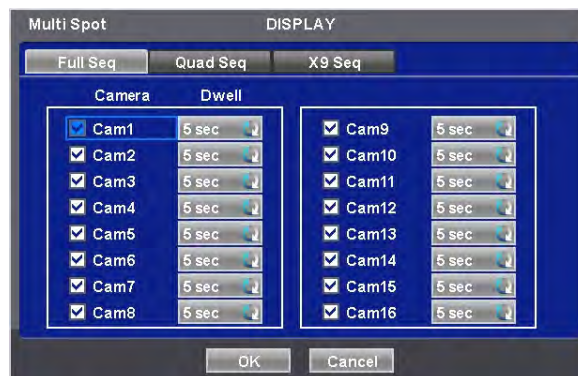 Multi Spot DISPLAY
Full Seq Quad Seq X9 Seq
Camera Dwell
Cam1 5 sec Cam9 5 sec
Cam2 5 sec Cam10 5 sec
Cam3 5 sec Cam11 5 sec
Cam4 5 sec Cam12 5 sec
Cam5 5 sec Cam13 5 sec
Cam6 5 sec Cam14 5 sec
Cam7 5 sec Cam15 5 sec
Cam8 5 sec Cam16 5 sec
OK Cancel